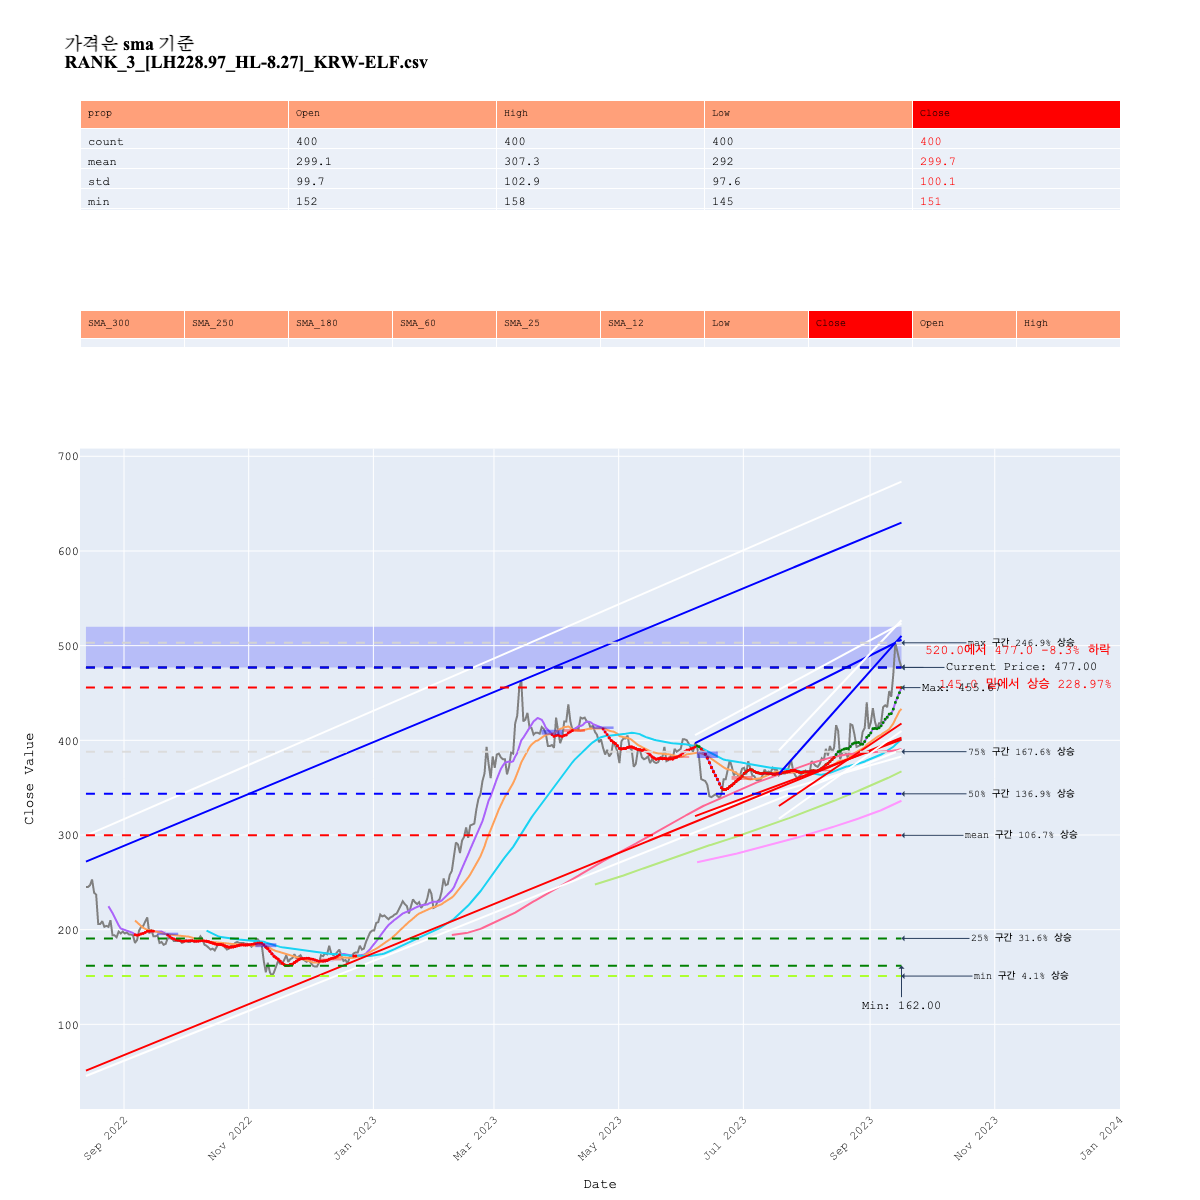 가격은 sma 기준
RANK_3_[LH228.97_HL-8.27]_KRW-ELF.csv
prop Open High Low Close
count 400 400 400 400
mean 299.1 307.3 292 299.7
std 99.7 102.9 97.6 100.1
min 152 158 145 151
SMA_300 SMA_250 SMA_180 SMA_60 SMA_25 SMA_12 Low Close Open High
700
600
500
400
300
200
100
Close Value
max 구간 246.9% 상승
520.0에서 477.0 -8.3% 하락
Current Price: 477.00
145.0 밑에서 상승 228.97%
Max: 455.67
75% 구간 167.6% 상승
50% 구간 136.9% 상승
mean 구간 106.7% 상승
25% 구간 31.6% 상승
min 구간 4.1% 상승
Min: 162.00
Sep 2022
Nov 2022
Jan 2023
Mar 2023
May 2023
Jul 2023
Sep 2023
Nov 2023
Jan 2024
Date